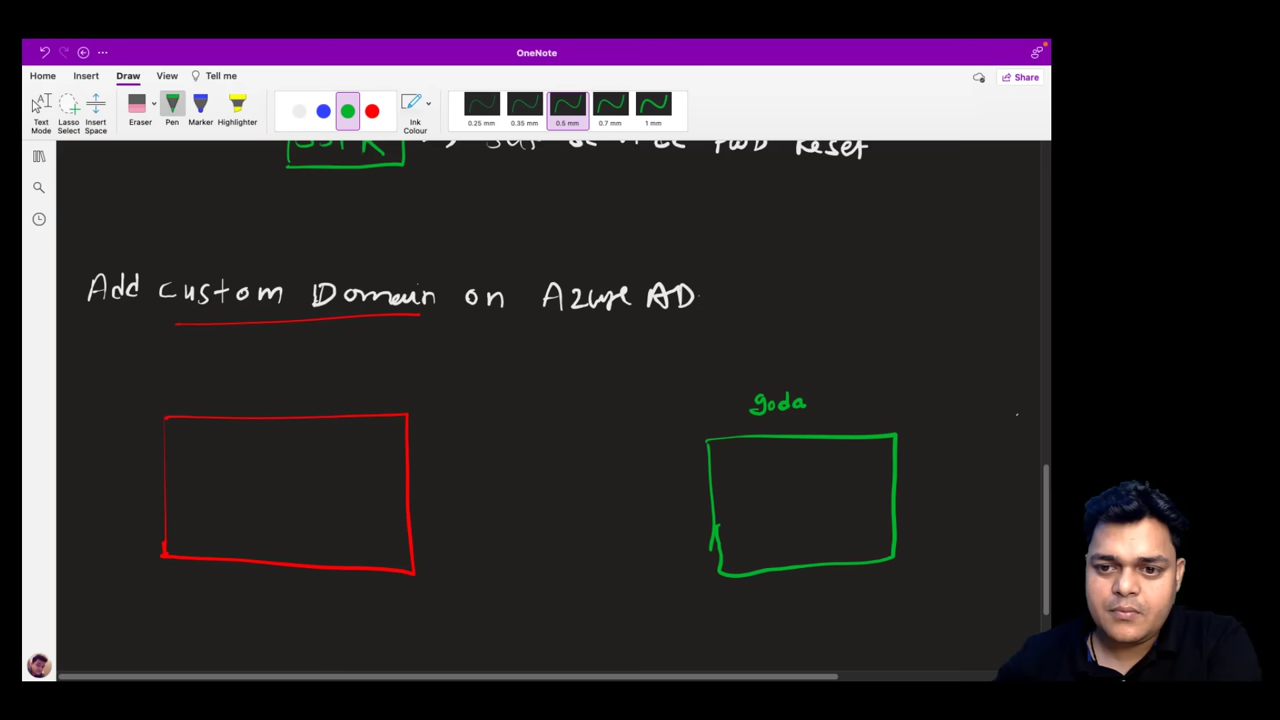 OneNote
Home Insert Draw View Tell me
Share
Text Mode
Lasso Select
Insert Space
Eraser
Pen
Marker
Highlighter
Ink Colour
0.25 mm
0.35 mm
0.5 mm
0.7 mm
1 mm
PWD Reset
Add Custom Domain on Azure AD
goda